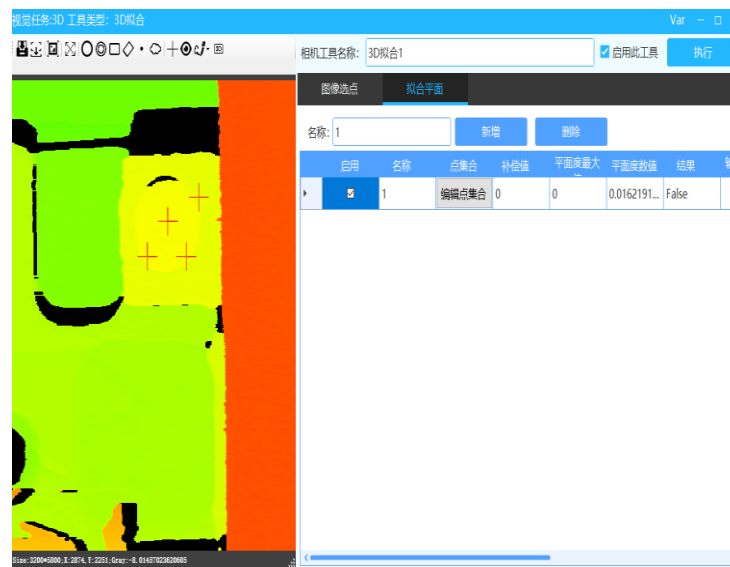 视觉任务:3D 工具类型: 3D拟合
Var
相机工具名称: 3D拟合1
启用此工具
执行
图像选点 拟合平面
名称: 1
新增
删除
启用 名称 点集合 补偿值 平面度最大 平面度数值 结果
1 编辑点集合 0 0 0.0162191... False
Size:3200*5800;X:2874,Y:2251;Gray:-8.01457023620605